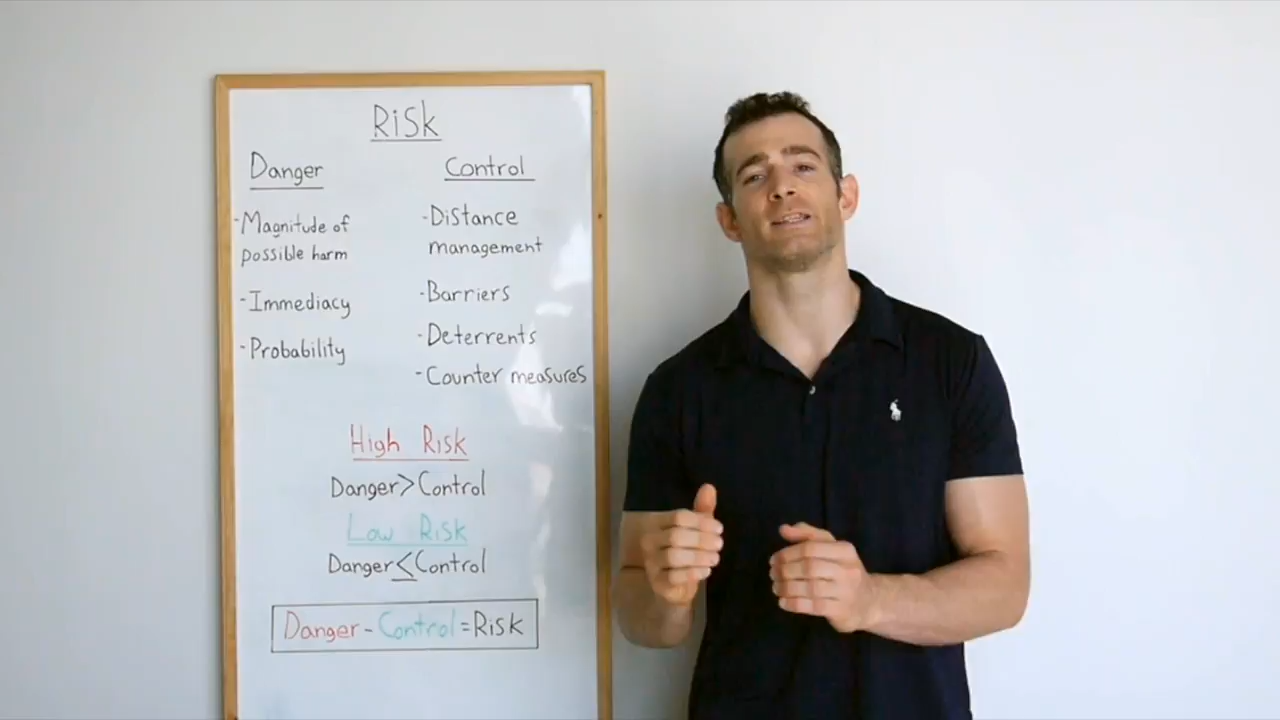 Risk
Danger
-Magnitude of
possible harm
-Immediacy
-Probability
Control
-Distance
management
-Barriers
-Deterrents
-Counter measures
High Risk
Danger>Control
Low Risk
Danger≤Control
Danger-Control=Risk